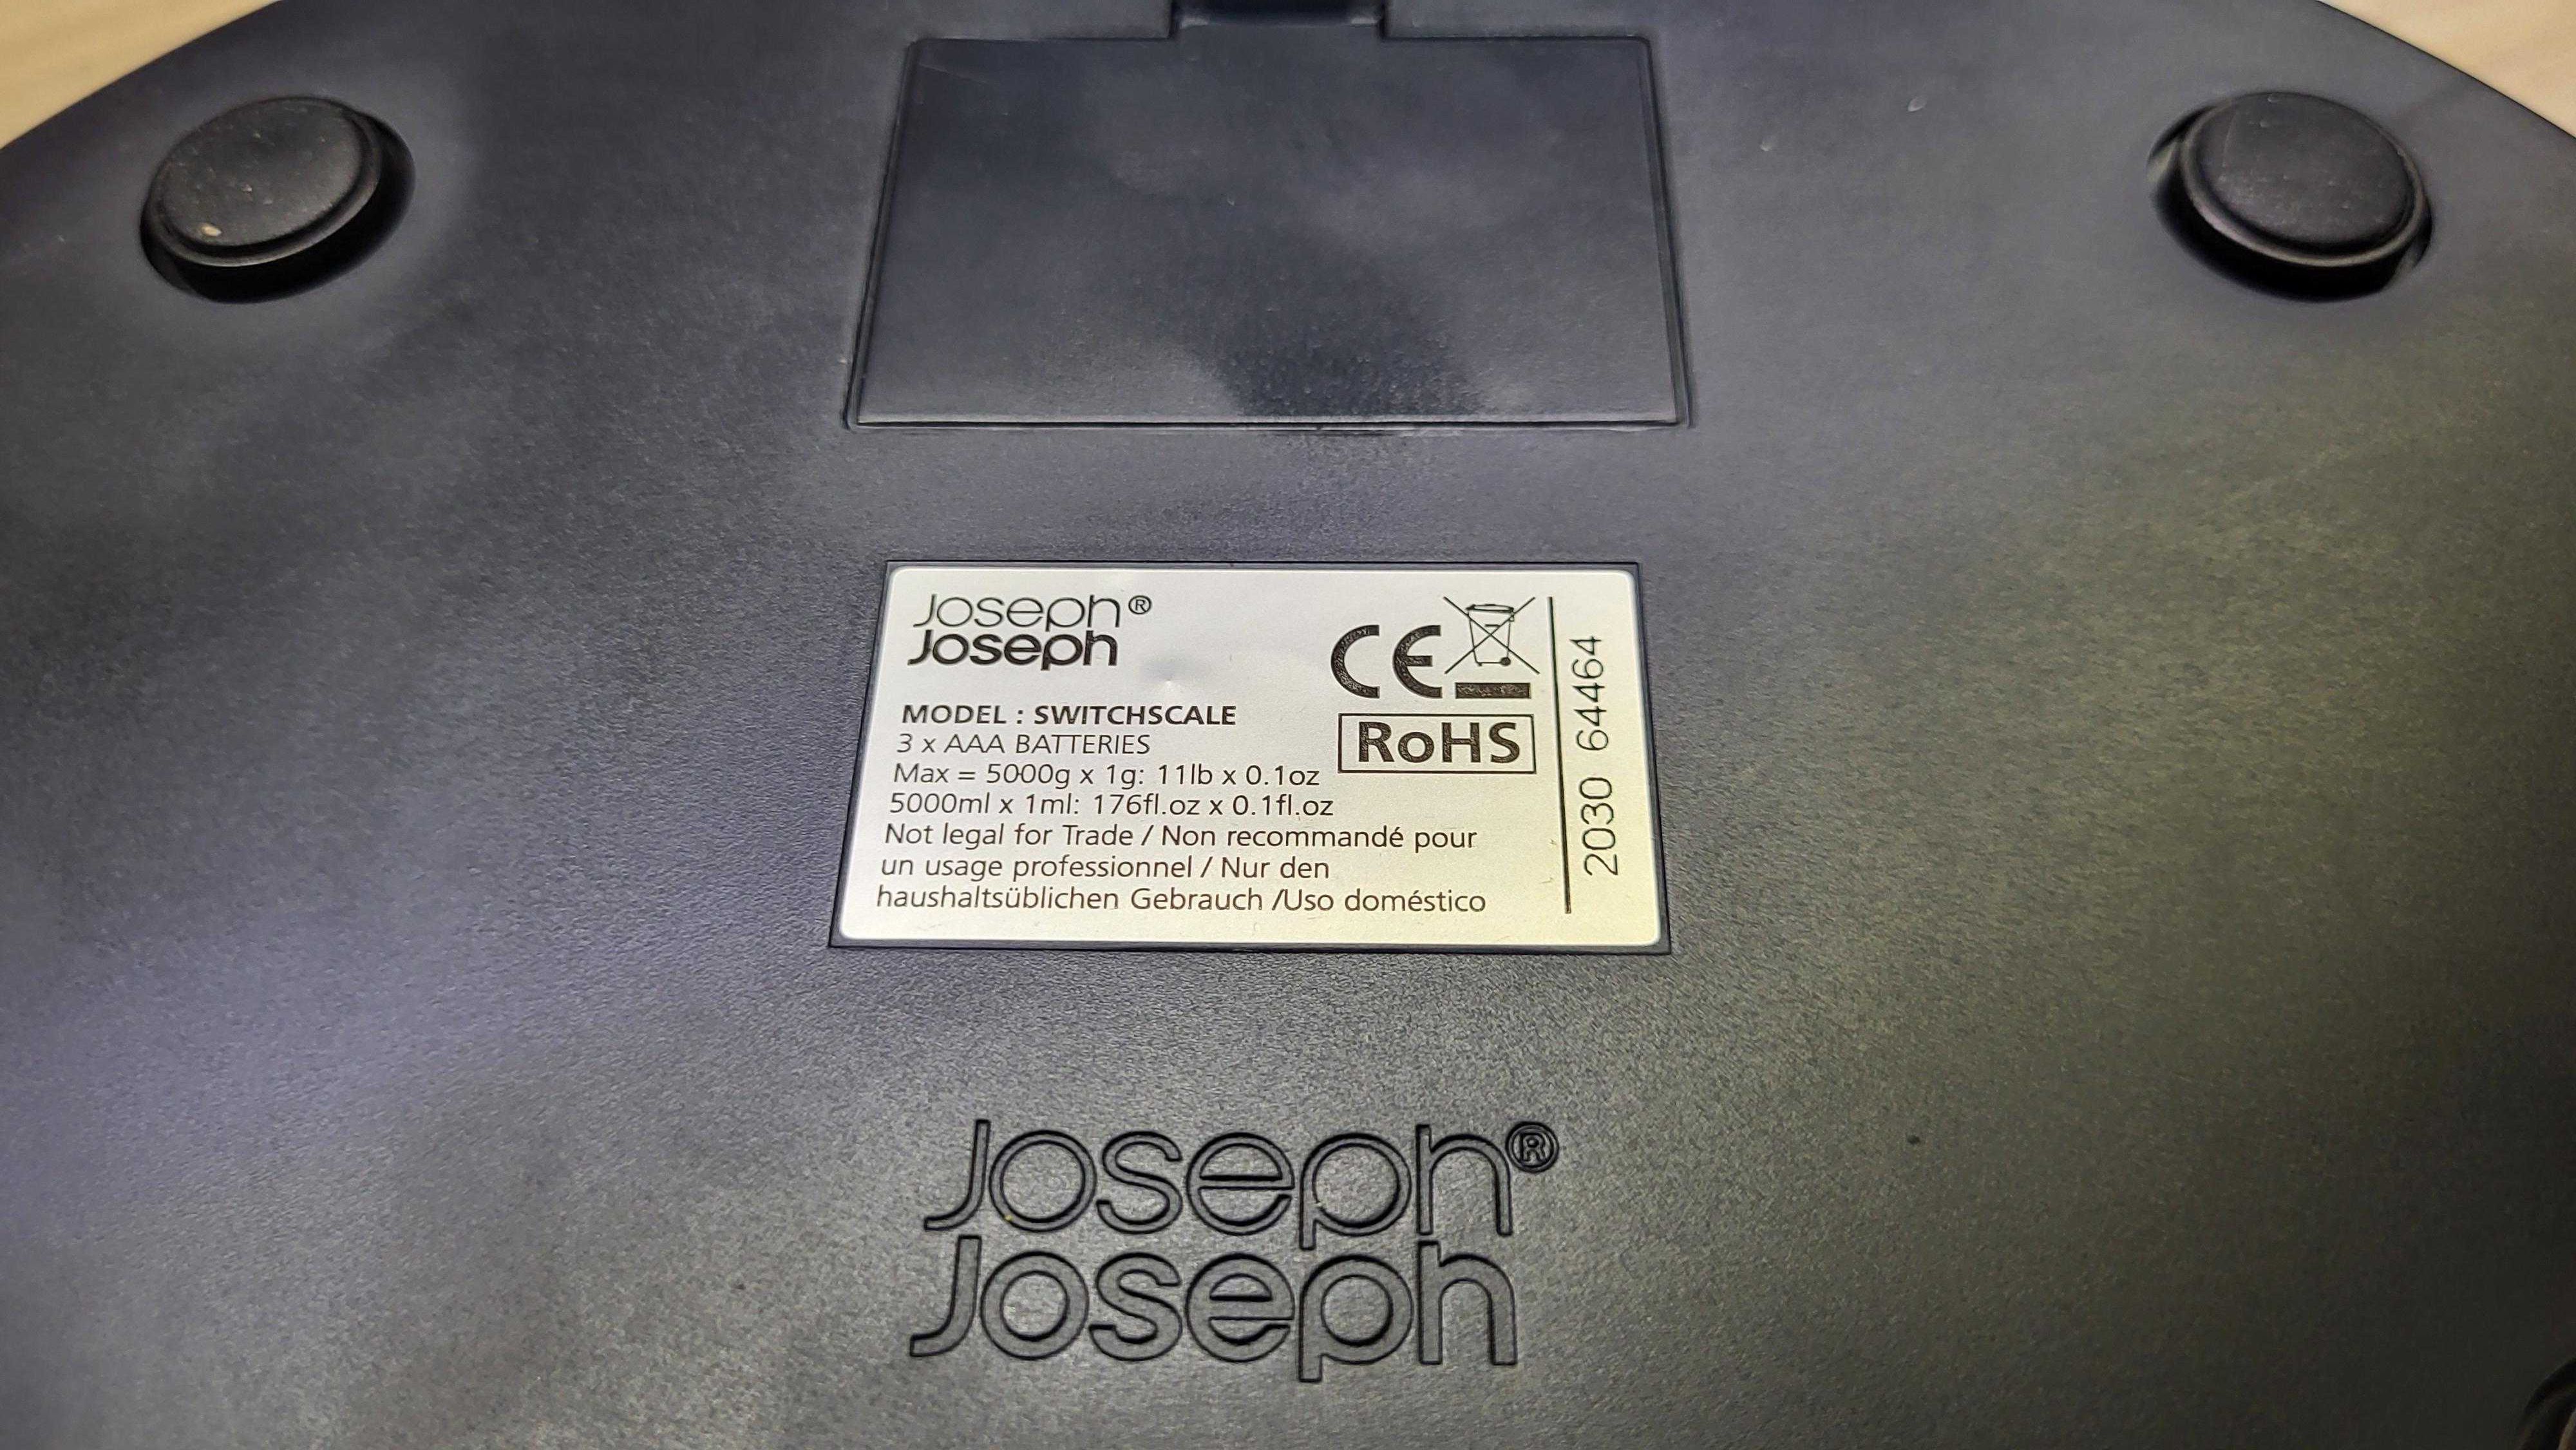 Joseph®
Joseph
MODEL : SWITCHSCALE
3 x AAA BATTERIES
Max = 5000g x 1g: 11lb x 0.1oz
5000ml x 1ml: 176fl.oz x 0.1fl.oz
Not legal for Trade / Non recommandé pour
un usage professionnel / Nur den
haushaltsüblichen Gebrauch /Uso doméstico
CE
RoHS
2030 64464
Joseph®
Joseph